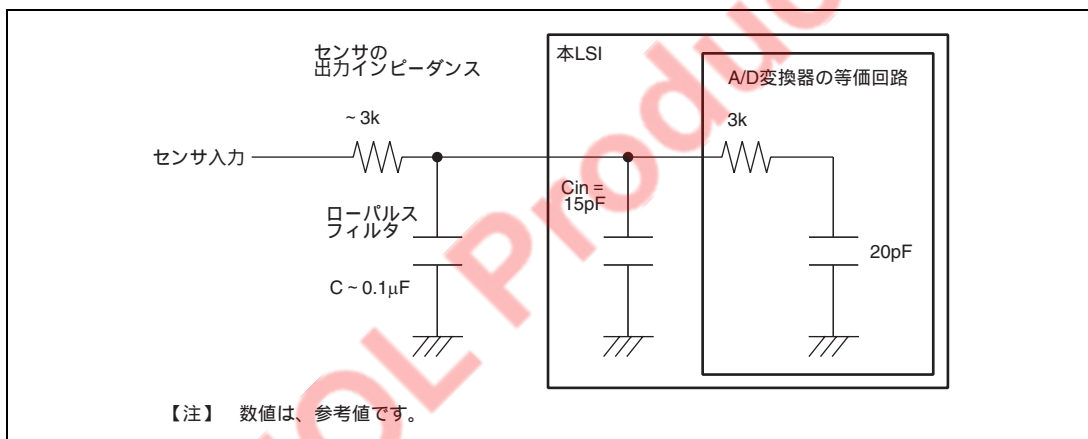 センサの
出力インピーダンス
本LSI
A/D変換器の等価回路
~ 3k
3k
センサ入力
Cin =
15pF
ローパルス
フィルタ
20pF
C ~ 0.1μF
【注】 数値は、参考値です。
OL Produc